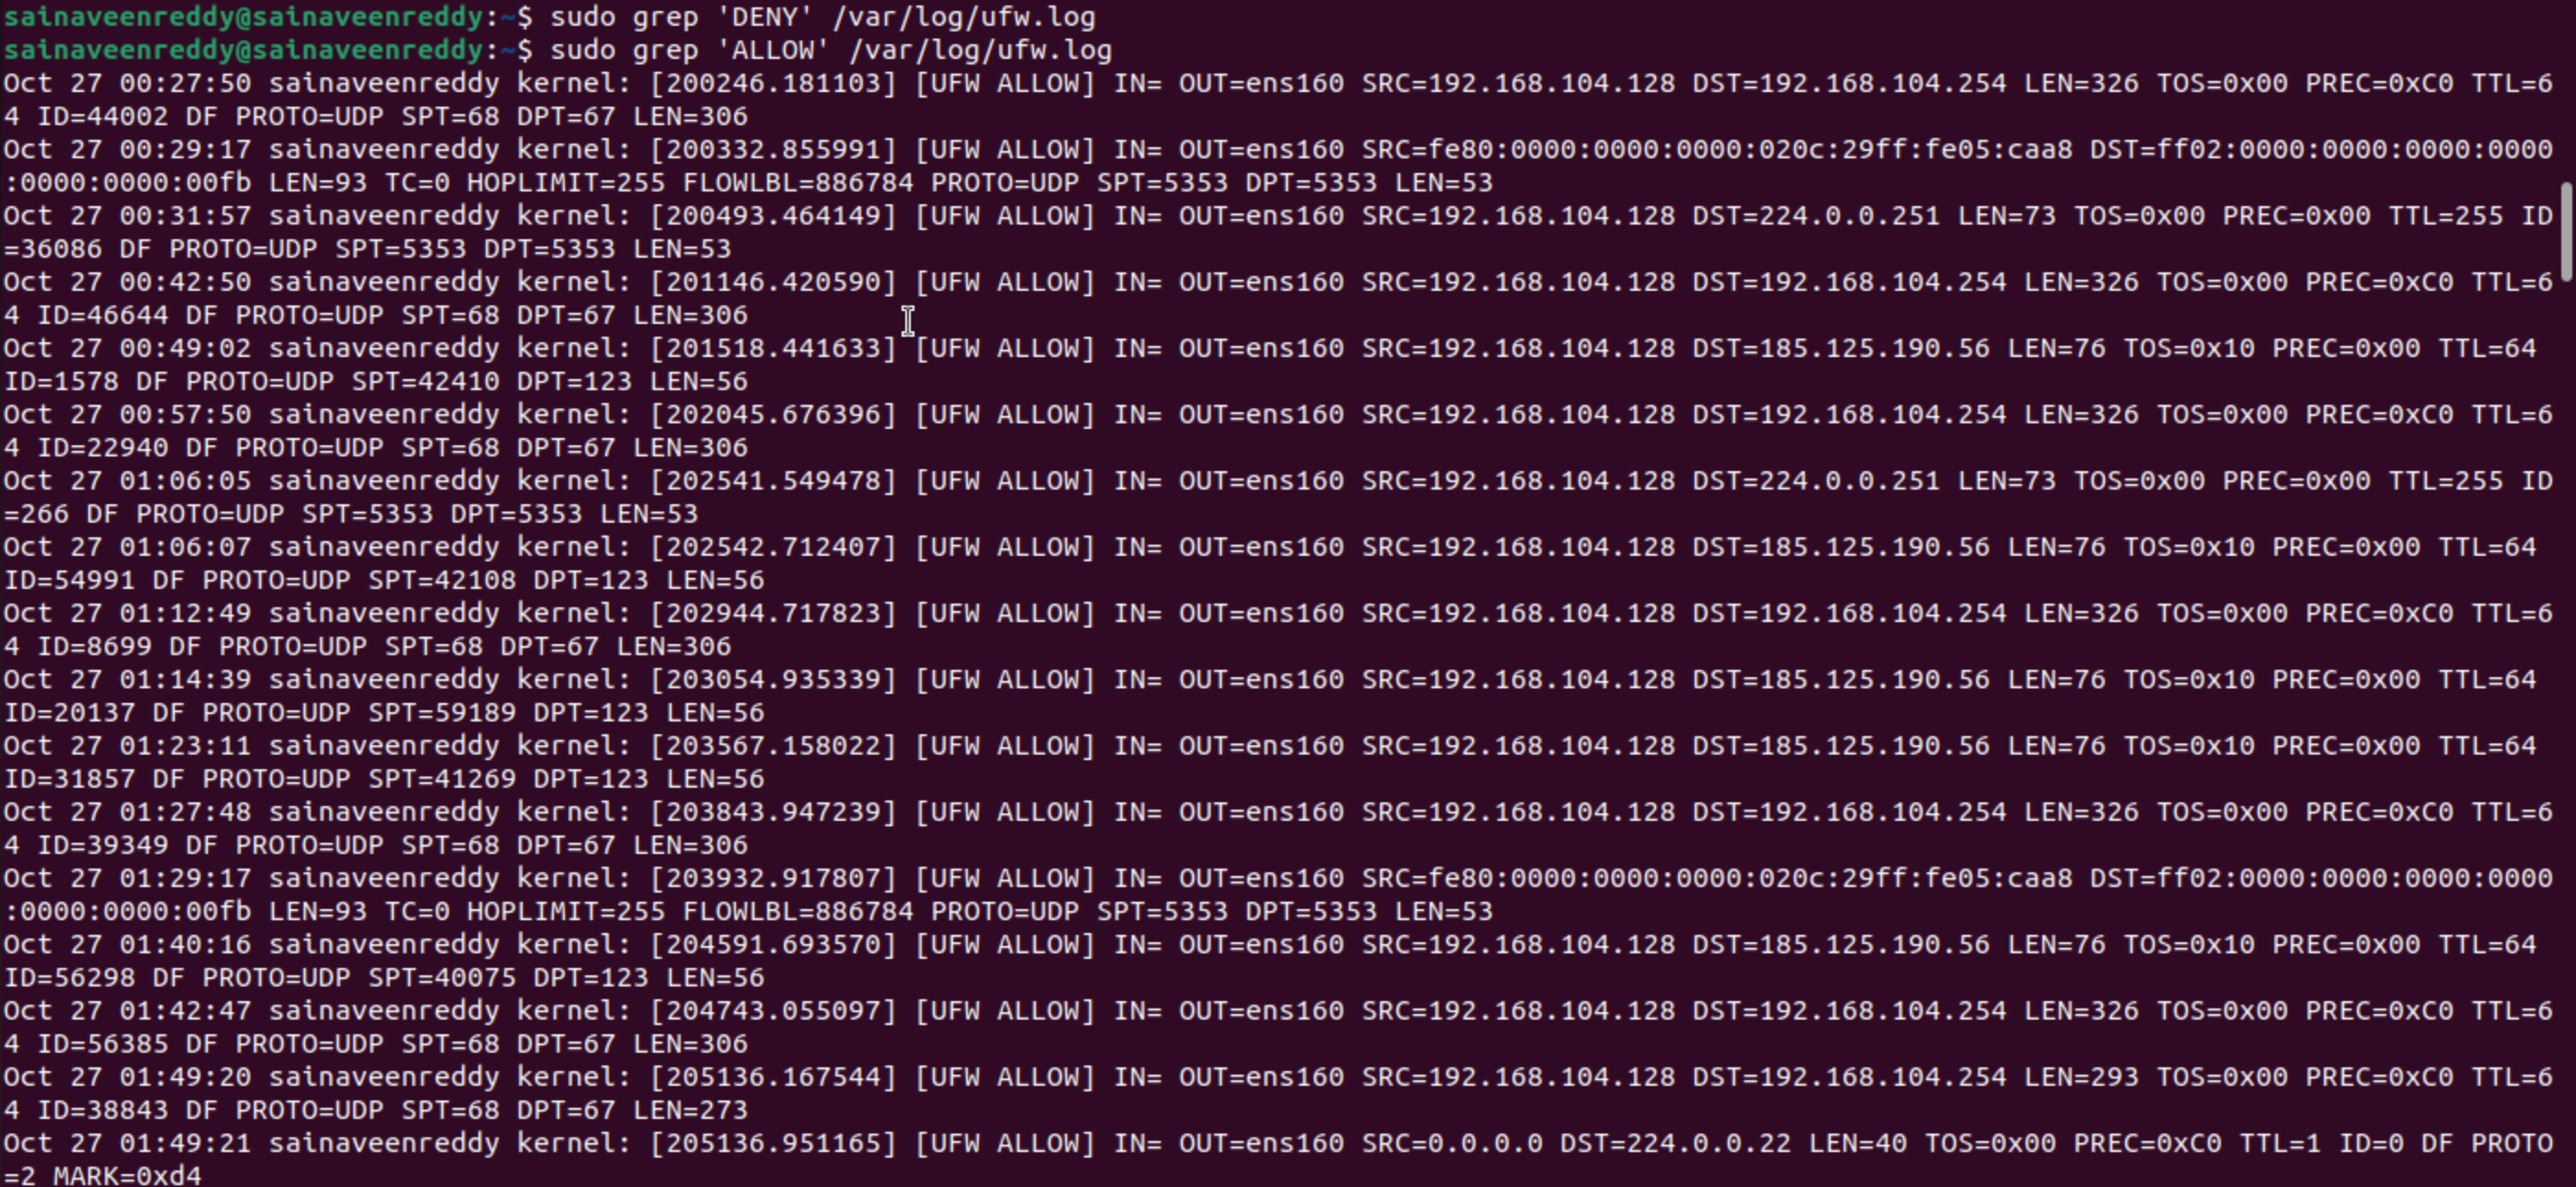 sainaveenreddy@sainaveenreddy:~$ sudo grep 'DENY' /var/log/ufw.log
sainaveenreddy@sainaveenreddy:~$ sudo grep 'ALLOW' /var/log/ufw.log
Oct 27 00:27:50 sainaveenreddy kernel: [200246.181103] [UFW ALLOW] IN= OUT=ens160 SRC=192.168.104.128 DST=192.168.104.254 LEN=326 TOS=0x00 PREC=0xC0 TTL=6
4 ID=44002 DF PROTO=UDP SPT=68 DPT=67 LEN=306
Oct 27 00:29:17 sainaveenreddy kernel: [200332.855991] [UFW ALLOW] IN= OUT=ens160 SRC=fe80:0000:0000:0000:020c:29ff:fe05:caa8 DST=ff02:0000:0000:0000:0000
:0000:0000:00fb LEN=93 TC=0 HOPLIMIT=255 FLOWLBL=886784 PROTO=UDP SPT=5353 DPT=5353 LEN=53
Oct 27 00:31:57 sainaveenreddy kernel: [200493.464149] [UFW ALLOW] IN= OUT=ens160 SRC=192.168.104.128 DST=224.0.0.251 LEN=73 TOS=0x00 PREC=0x00 TTL=255 ID
=36086 DF PROTO=UDP SPT=5353 DPT=5353 LEN=53
Oct 27 00:42:50 sainaveenreddy kernel: [201146.420590] [UFW ALLOW] IN= OUT=ens160 SRC=192.168.104.128 DST=192.168.104.254 LEN=326 TOS=0x00 PREC=0xC0 TTL=6
4 ID=46644 DF PROTO=UDP SPT=68 DPT=67 LEN=306
Oct 27 00:49:02 sainaveenreddy kernel: [201518.441633] [UFW ALLOW] IN= OUT=ens160 SRC=192.168.104.128 DST=185.125.190.56 LEN=76 TOS=0x10 PREC=0x00 TTL=64
ID=1578 DF PROTO=UDP SPT=42410 DPT=123 LEN=56
Oct 27 00:57:50 sainaveenreddy kernel: [202045.676396] [UFW ALLOW] IN= OUT=ens160 SRC=192.168.104.128 DST=192.168.104.254 LEN=326 TOS=0x00 PREC=0xC0 TTL=6
4 ID=22940 DF PROTO=UDP SPT=68 DPT=67 LEN=306
Oct 27 01:06:05 sainaveenreddy kernel: [202541.549478] [UFW ALLOW] IN= OUT=ens160 SRC=192.168.104.128 DST=224.0.0.251 LEN=73 TOS=0x00 PREC=0x00 TTL=255 ID
=266 DF PROTO=UDP SPT=5353 DPT=5353 LEN=53
Oct 27 01:06:07 sainaveenreddy kernel: [202542.712407] [UFW ALLOW] IN= OUT=ens160 SRC=192.168.104.128 DST=185.125.190.56 LEN=76 TOS=0x10 PREC=0x00 TTL=64
ID=54991 DF PROTO=UDP SPT=42108 DPT=123 LEN=56
Oct 27 01:12:49 sainaveenreddy kernel: [202944.717823] [UFW ALLOW] IN= OUT=ens160 SRC=192.168.104.128 DST=192.168.104.254 LEN=326 TOS=0x00 PREC=0xC0 TTL=6
4 ID=8699 DF PROTO=UDP SPT=68 DPT=67 LEN=306
Oct 27 01:14:39 sainaveenreddy kernel: [203054.935339] [UFW ALLOW] IN= OUT=ens160 SRC=192.168.104.128 DST=185.125.190.56 LEN=76 TOS=0x10 PREC=0x00 TTL=64
ID=20137 DF PROTO=UDP SPT=59189 DPT=123 LEN=56
Oct 27 01:23:11 sainaveenreddy kernel: [203567.158022] [UFW ALLOW] IN= OUT=ens160 SRC=192.168.104.128 DST=185.125.190.56 LEN=76 TOS=0x10 PREC=0x00 TTL=64
ID=31857 DF PROTO=UDP SPT=41269 DPT=123 LEN=56
Oct 27 01:27:48 sainaveenreddy kernel: [203843.947239] [UFW ALLOW] IN= OUT=ens160 SRC=192.168.104.128 DST=192.168.104.254 LEN=326 TOS=0x00 PREC=0xC0 TTL=6
4 ID=39349 DF PROTO=UDP SPT=68 DPT=67 LEN=306
Oct 27 01:29:17 sainaveenreddy kernel: [203932.917807] [UFW ALLOW] IN= OUT=ens160 SRC=fe80:0000:0000:0000:020c:29ff:fe05:caa8 DST=ff02:0000:0000:0000:0000
:0000:0000:00fb LEN=93 TC=0 HOPLIMIT=255 FLOWLBL=886784 PROTO=UDP SPT=5353 DPT=5353 LEN=53
Oct 27 01:40:16 sainaveenreddy kernel: [204591.693570] [UFW ALLOW] IN= OUT=ens160 SRC=192.168.104.128 DST=185.125.190.56 LEN=76 TOS=0x10 PREC=0x00 TTL=64
ID=56298 DF PROTO=UDP SPT=40075 DPT=123 LEN=56
Oct 27 01:42:47 sainaveenreddy kernel: [204743.055097] [UFW ALLOW] IN= OUT=ens160 SRC=192.168.104.128 DST=192.168.104.254 LEN=326 TOS=0x00 PREC=0xC0 TTL=6
4 ID=56385 DF PROTO=UDP SPT=68 DPT=67 LEN=306
Oct 27 01:49:20 sainaveenreddy kernel: [205136.167544] [UFW ALLOW] IN= OUT=ens160 SRC=192.168.104.128 DST=192.168.104.254 LEN=293 TOS=0x00 PREC=0xC0 TTL=6
4 ID=38843 DF PROTO=UDP SPT=68 DPT=67 LEN=273
Oct 27 01:49:21 sainaveenreddy kernel: [205136.951165] [UFW ALLOW] IN= OUT=ens160 SRC=0.0.0.0 DST=224.0.0.22 LEN=40 TOS=0x00 PREC=0xC0 TTL=1 ID=0 DF PROTO
=2 MARK=0xd4